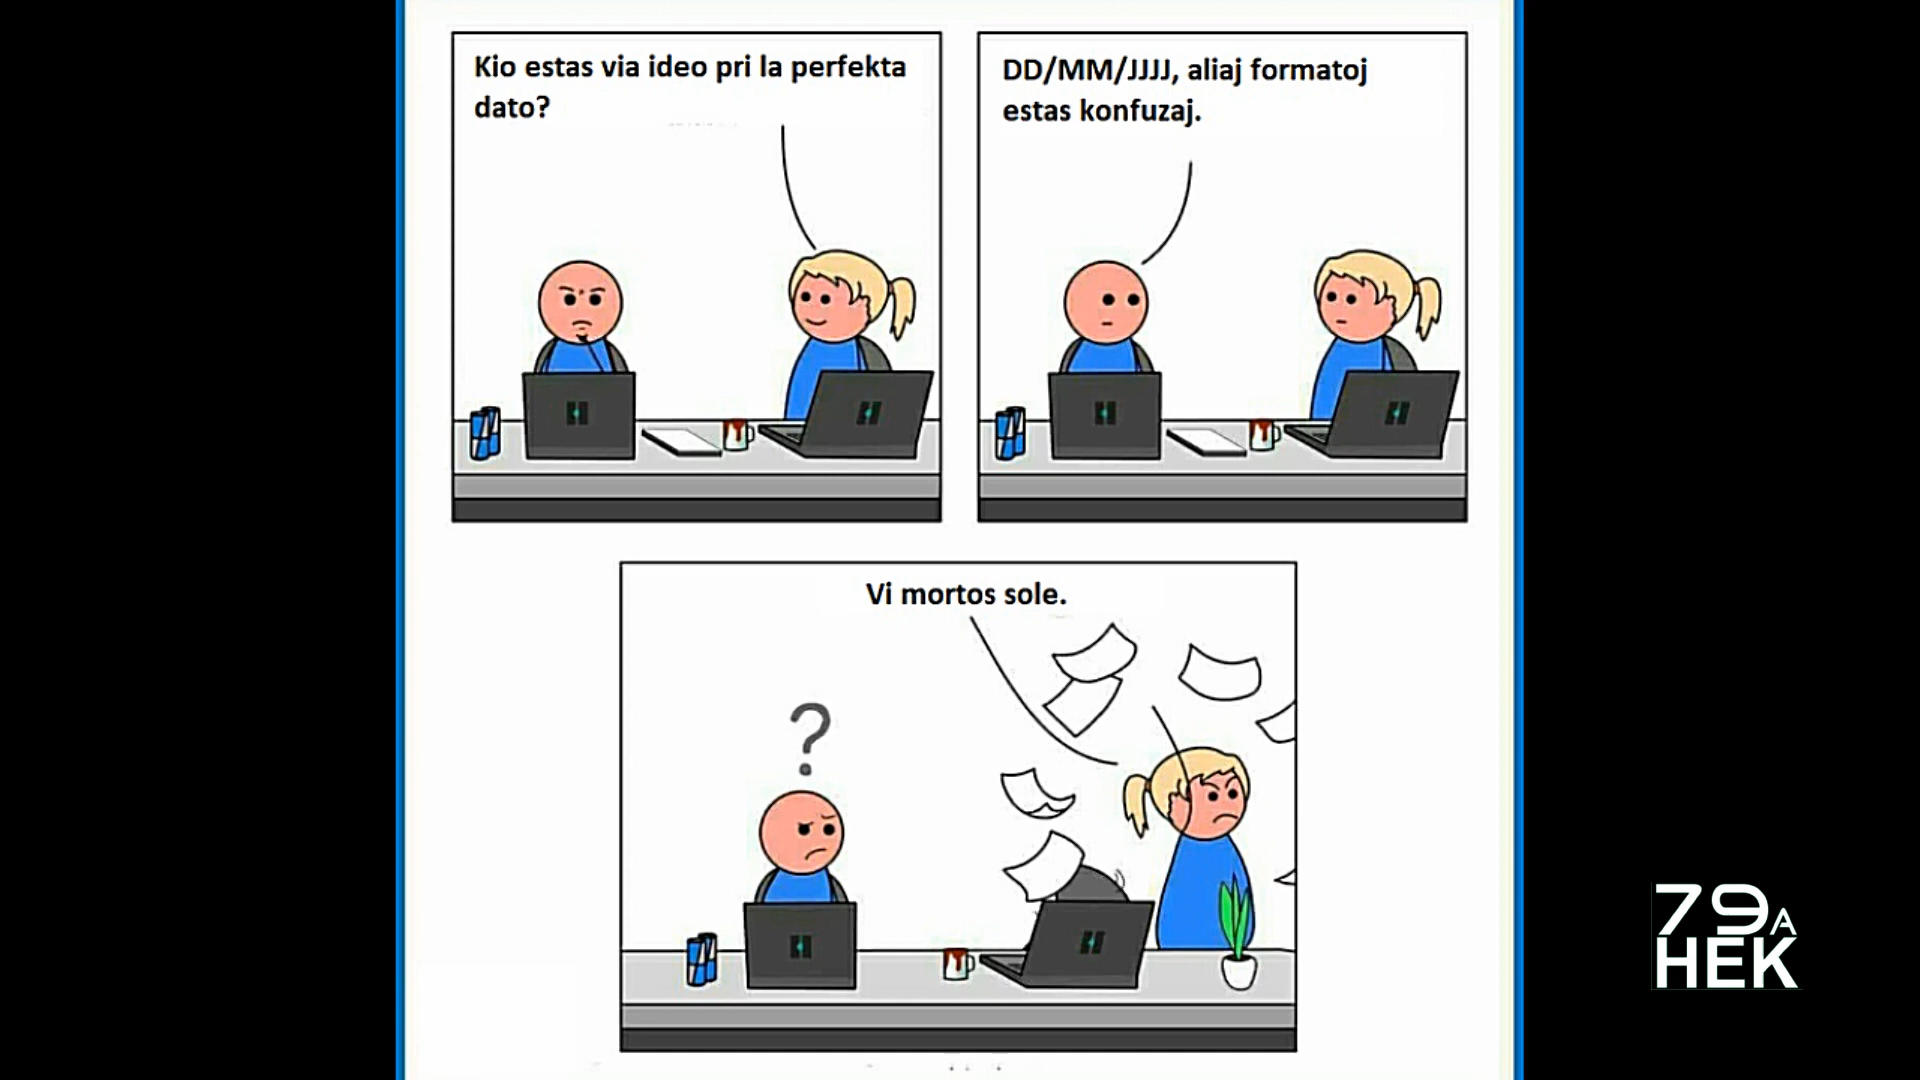 Kio estas via ideo pri la perfekta
dato?
DD/MM/JJJJ, aliaj formatoj
estas konfuzaj.
Vi mortos sole.
?
79A
HEK